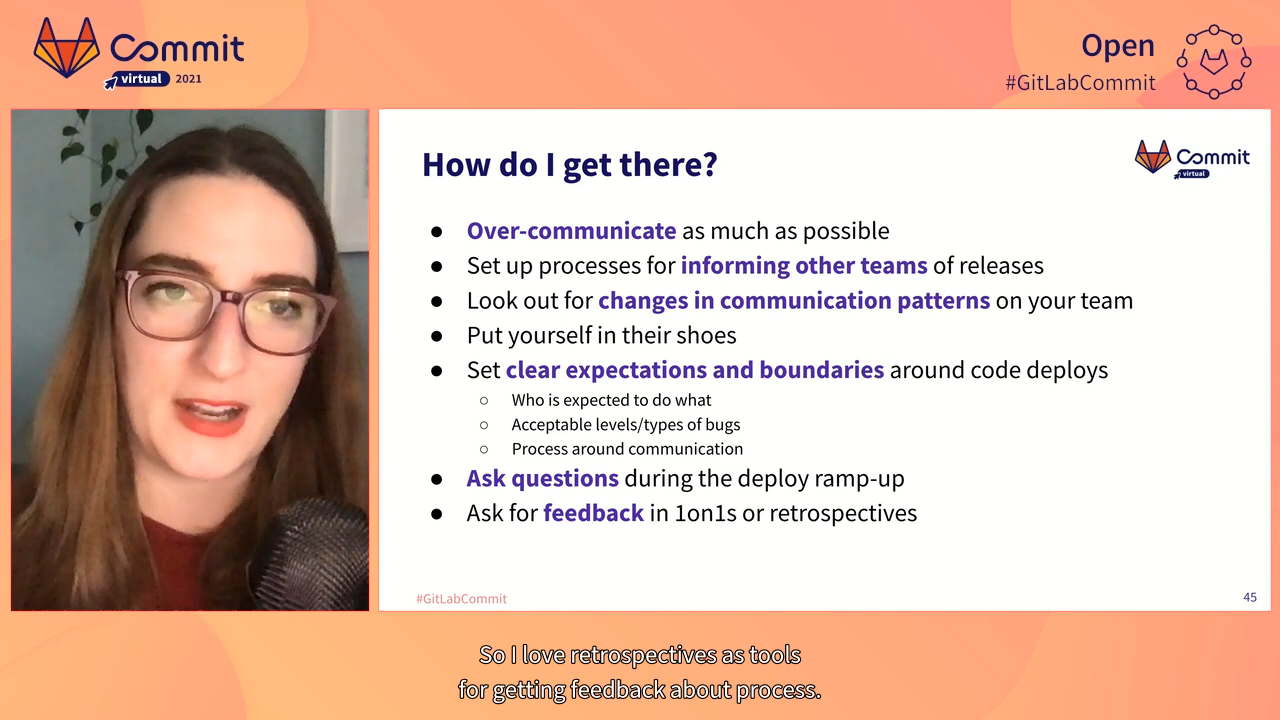 Commit
virtual 2021
Open
#GitLabCommit
How do I get there?
Commit
virtual
● Over-communicate as much as possible
● Set up processes for informing other teams of releases
● Look out for changes in communication patterns on your team
● Put yourself in their shoes
● Set clear expectations and boundaries around code deploys
○ Who is expected to do what
○ Acceptable levels/types of bugs
○ Process around communication
● Ask questions during the deploy ramp-up
● Ask for feedback in 1on1s or retrospectives
#GitLabCommit
45
So I love retrospectives as tools
for getting feedback about process.